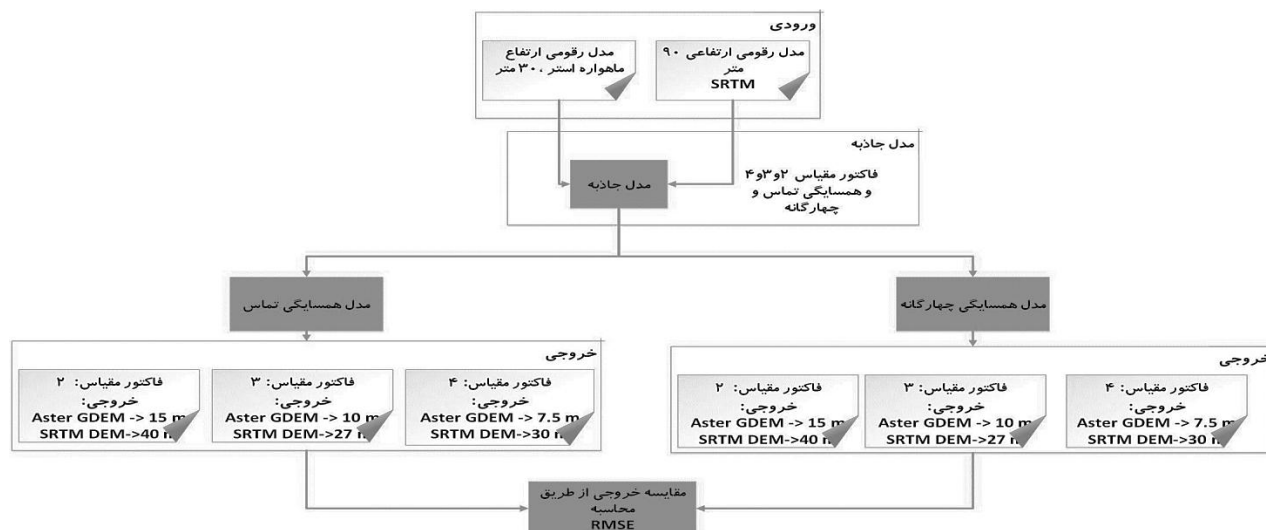 ورودی
مدل رقومی ارتفاعی ۹۰
متر
SRTM
مدل رقومی ارتفاع
ماهواره استر ، ۳۰ متر
مدل جاذبه
فاکتور مقیاس ۲و۳و۴
و همسایگی تماس و
چهارگانه
مدل جاذبه
مدل همسایگی چهارگانه
مدل همسایگی تماس
خروجی
فاکتور مقیاس: ۴
خروجی:
Aster GDEM -> 7.5 m
SRTM DEM->30
فاکتور مقیاس: ۳
خروجی:
Aster GDEM -> 10 m
SRTM DEM->27
فاکتور مقیاس: ۲
خروجی:
Aster GDEM -> 15 m
SRTM DEM->40
خروجی
فاکتور مقیاس: ۴
خروجی:
Aster GDEM -> 7.5 m
SRTM DEM->30
فاکتور مقیاس: ۳
خروجی:
Aster GDEM -> 10 m
SRTM DEM->27
فاکتور مقیاس: ۲
خروجی:
Aster GDEM -> 15 m
SRTM DEM->40
مقایسه خروجی از طریق
محاسبه
RMSE